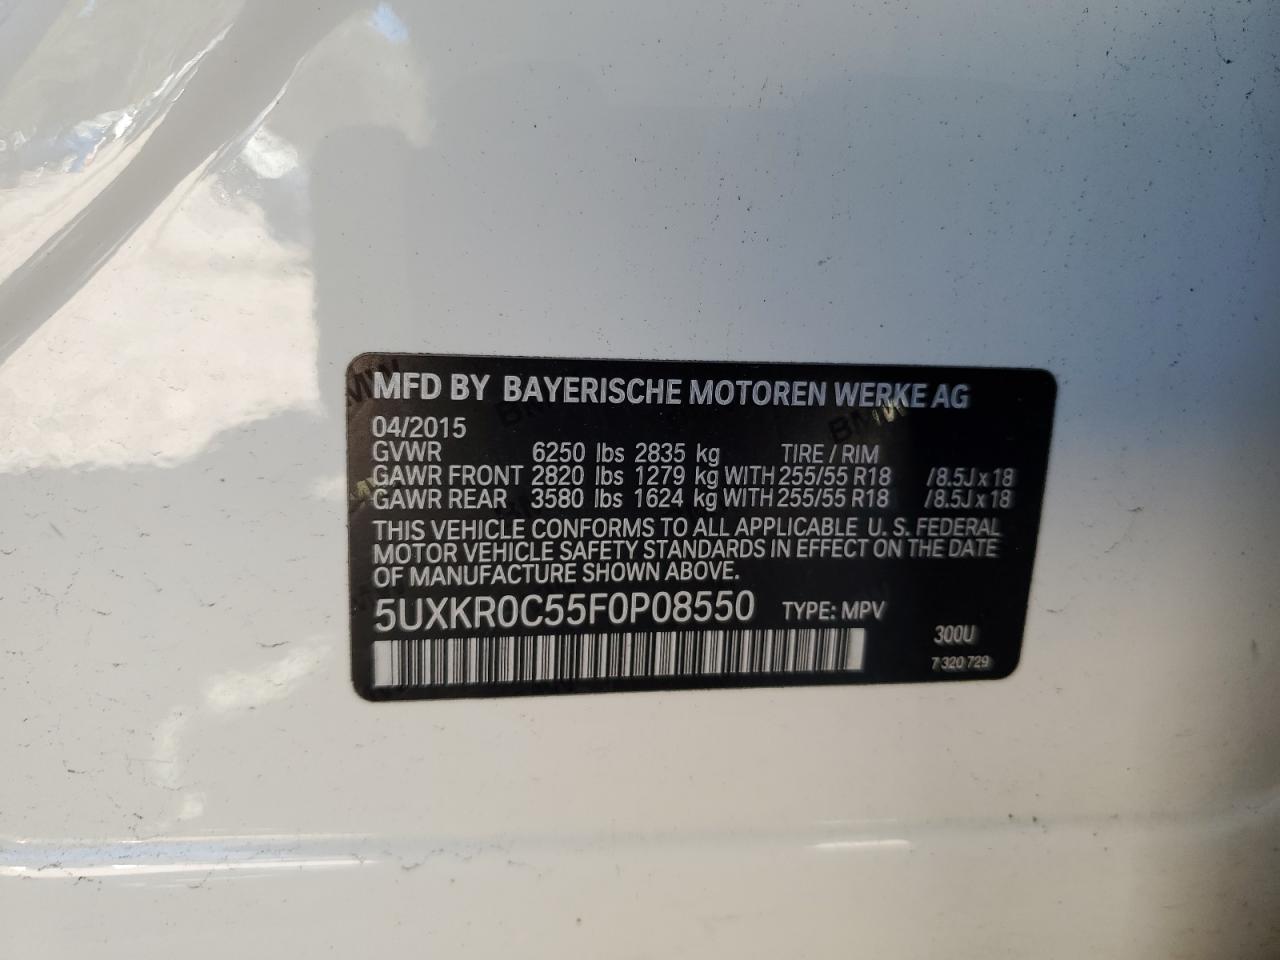 MFD BY BAYERISCHE MOTOREN WERKE AG
04/2015
GVWR 6250 lbs 2835 kg TIRE / RIM
GAWR FRONT 2820 lbs 1279 kg WITH 255/55 R18 /8.5J x 18
GAWR REAR 3580 lbs 1624 kg WITH 255/55 R18 /8.5J x 18
THIS VEHICLE CONFORMS TO ALL APPLICABLE U. S. FEDERAL
MOTOR VEHICLE SAFETY STANDARDS IN EFFECT ON THE DATE
OF MANUFACTURE SHOWN ABOVE.
5UXKR0C55F0P08550 TYPE: MPV
300U
7 320 729